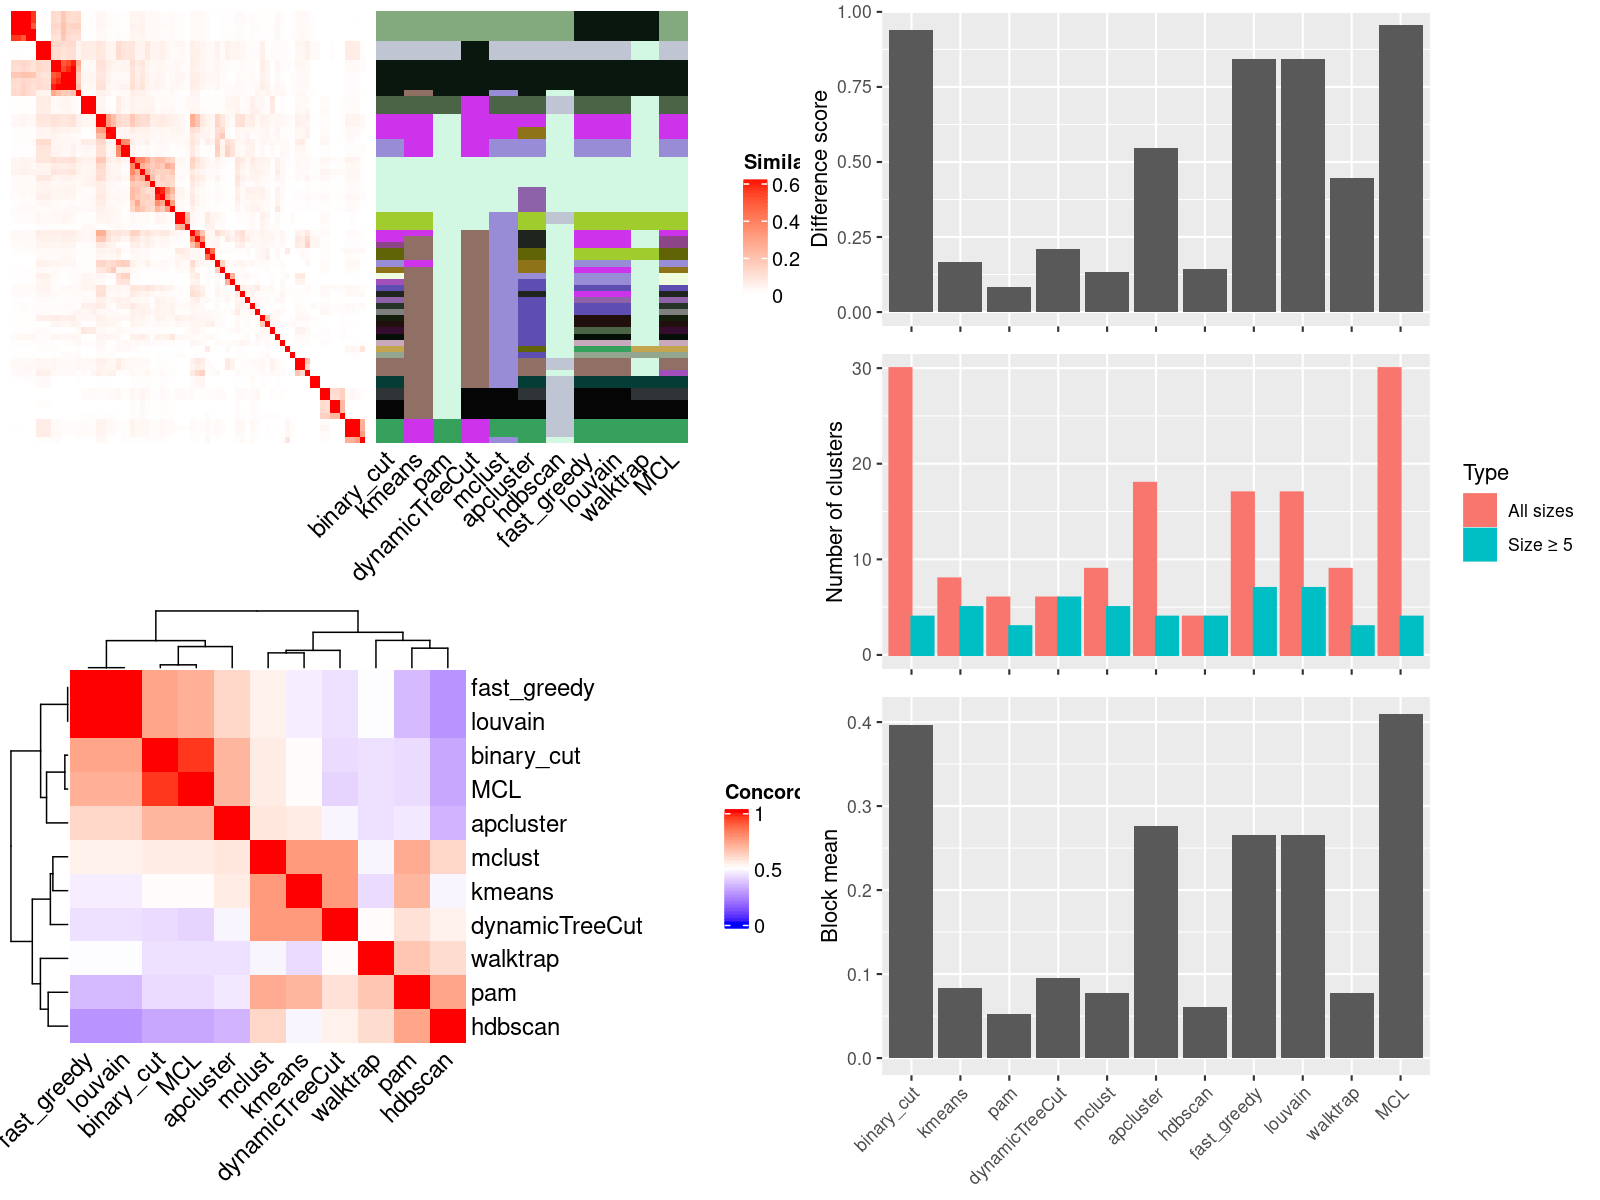 Simila
0.6
0.4
0.2
0
binary_cut
kmeans
pam
dynamicTreeCut
mclust
apcluster
hdbscan
fast_greedy
louvain
walktrap
MCL
Difference score
1.00
0.75
0.50
0.25
0.00
Number of clusters
30
20
10
0
Type
All sizes
Size ≥ 5
Block mean
0.4
0.3
0.2
0.1
0.0
binary_cut
kmeans
pam
dynamicTreeCut
mclust
apcluster
hdbscan
fast_greedy
louvain
walktrap
MCL
fast_greedy
louvain
binary_cut
MCL
apcluster
mclust
kmeans
dynamicTreeCut
walktrap
pam
hdbscan
fast_greedy
louvain
binary_cut
MCL
apcluster
mclust
kmeans
dynamicTreeCut
walktrap
pam
hdbscan
Concord
1
0.5
0